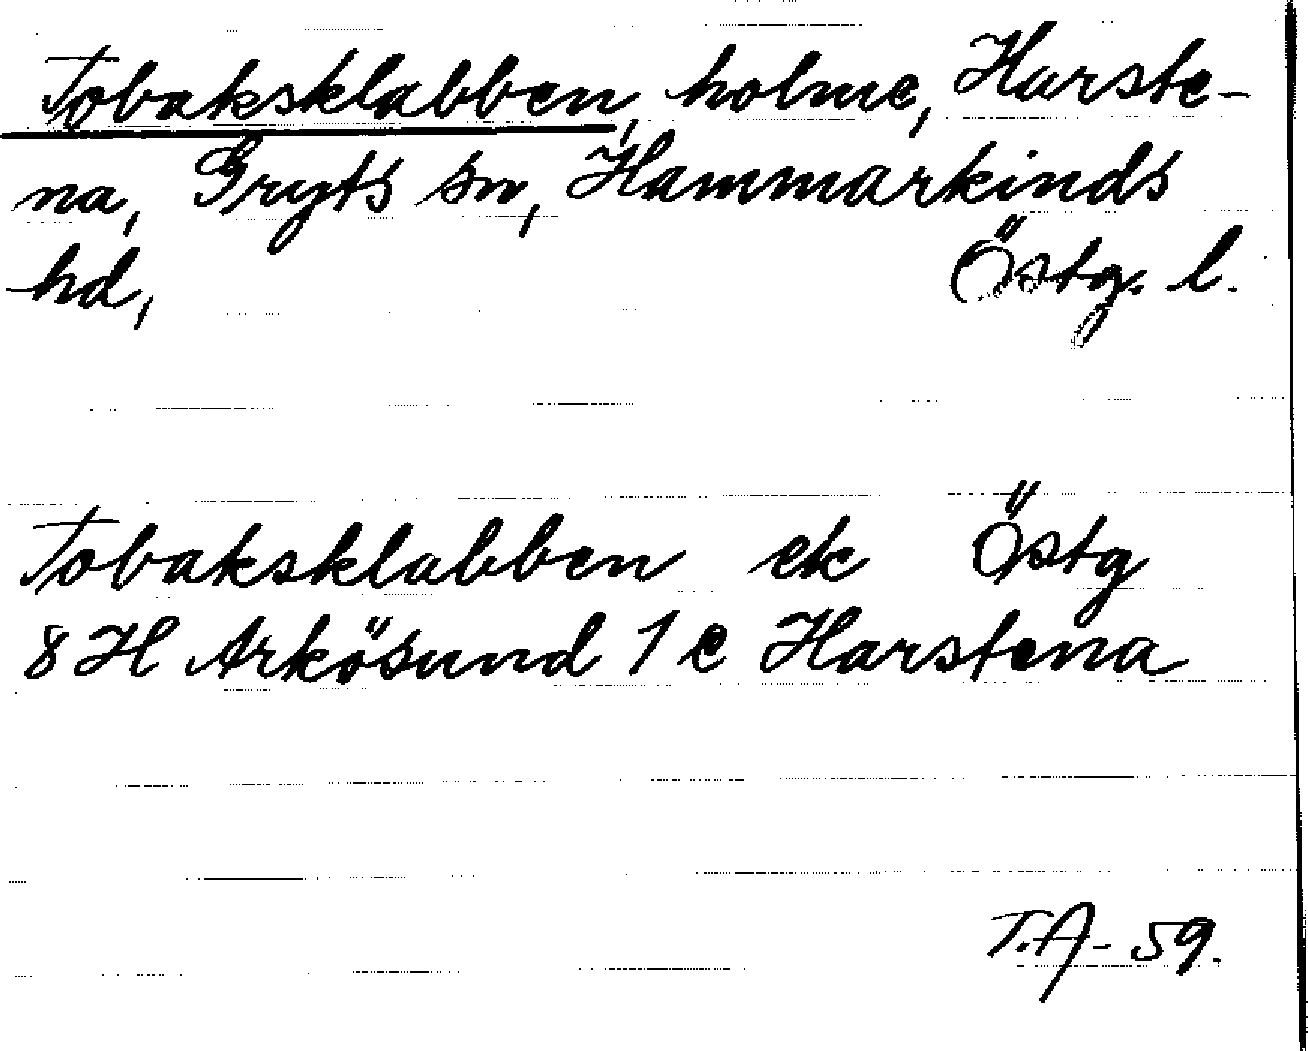 Tobaksklabben, holme, Harste-
na, Gryts sn, Hammarkinds
hd, Östg. l.
Tobaksklabben ek Östg
8 H Arkösund 1 e Harstena
T.A- 59.